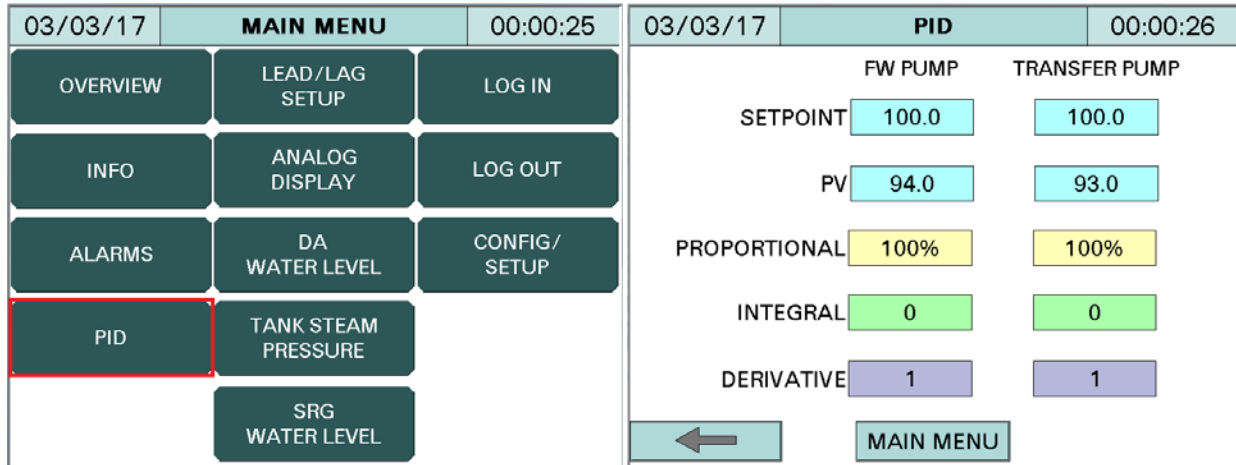 03/03/17 MAIN MENU 00:00:25
OVERVIEW
LEAD/LAG
SETUP
LOG IN
INFO
ANALOG
DISPLAY
LOG OUT
ALARMS
DA
WATER LEVEL
CONFIG/
SETUP
PID
TANK STEAM
PRESSURE
SRG
WATER LEVEL
03/03/17 PID 00:00:26
FW PUMP TRANSFER PUMP
SETPOINT 100.0 100.0
PV 94.0 93.0
PROPORTIONAL 100% 100%
INTEGRAL 0 0
DERIVATIVE 1 1
MAIN MENU